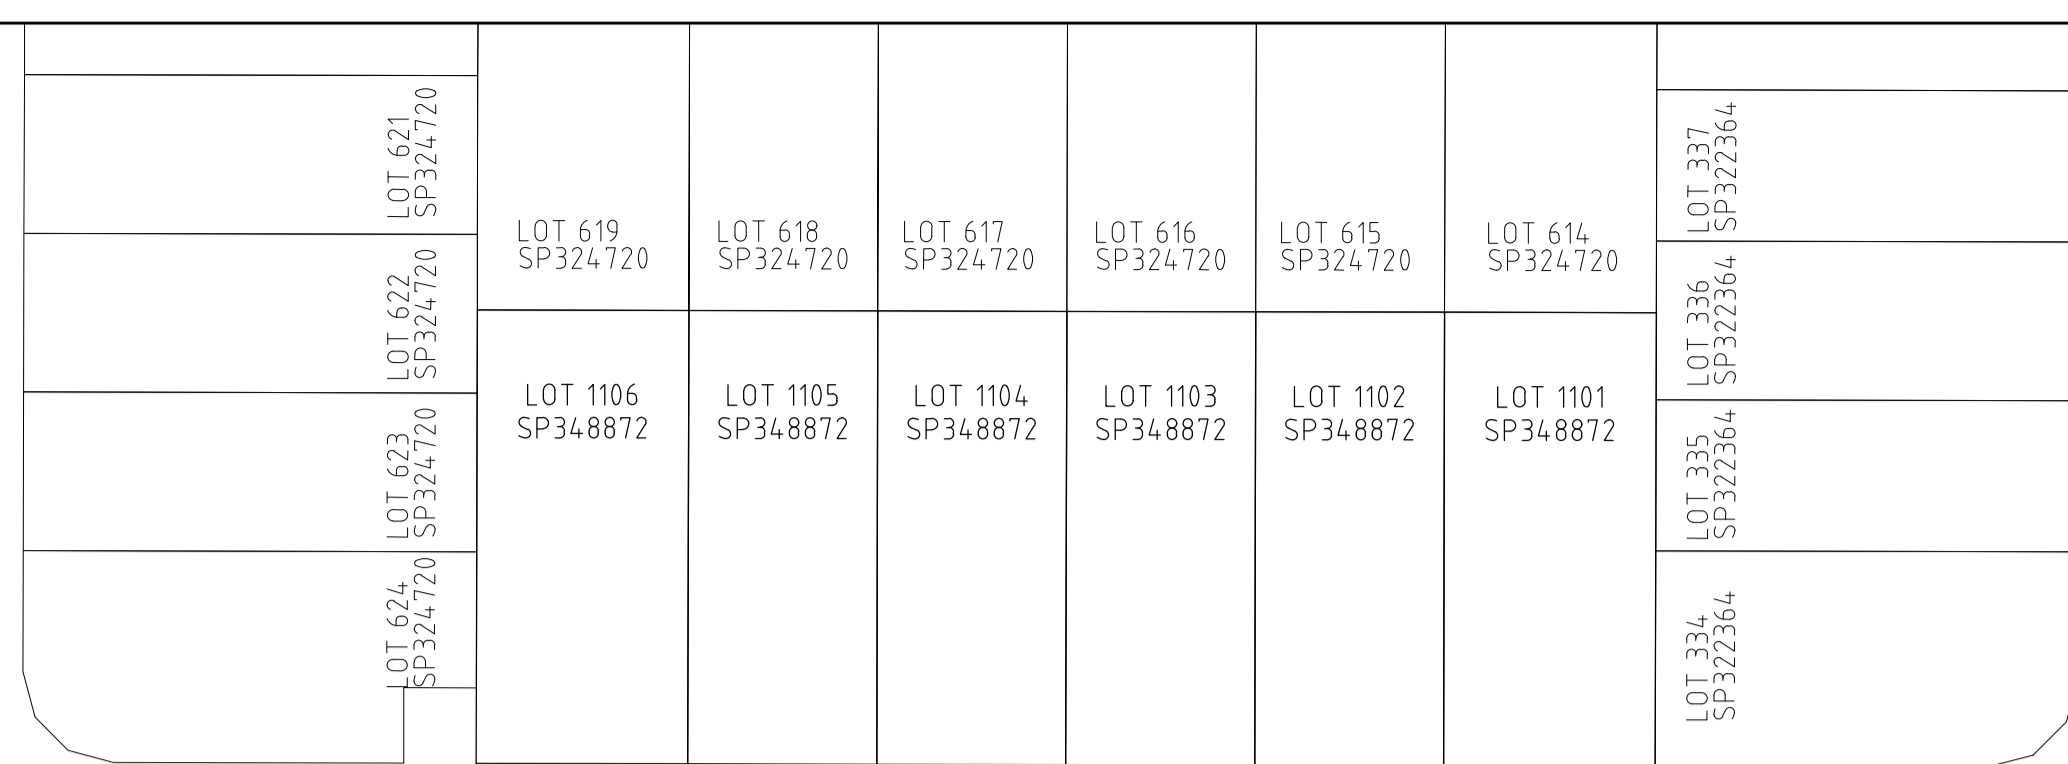 LOT 621
SP324720
LOT 622
SP324720
LOT 623
SP324720
LOT 624
SP324720
LOT 619
SP324720
LOT 618
SP324720
LOT 617
SP324720
LOT 616
SP324720
LOT 615
SP324720
LOT 614
SP324720
LOT 1106
SP348872
LOT 1105
SP348872
LOT 1104
SP348872
LOT 1103
SP348872
LOT 1102
SP348872
LOT 1101
SP348872
LOT 337
SP322364
LOT 336
SP322364
LOT 335
SP322364
LOT 334
SP322364